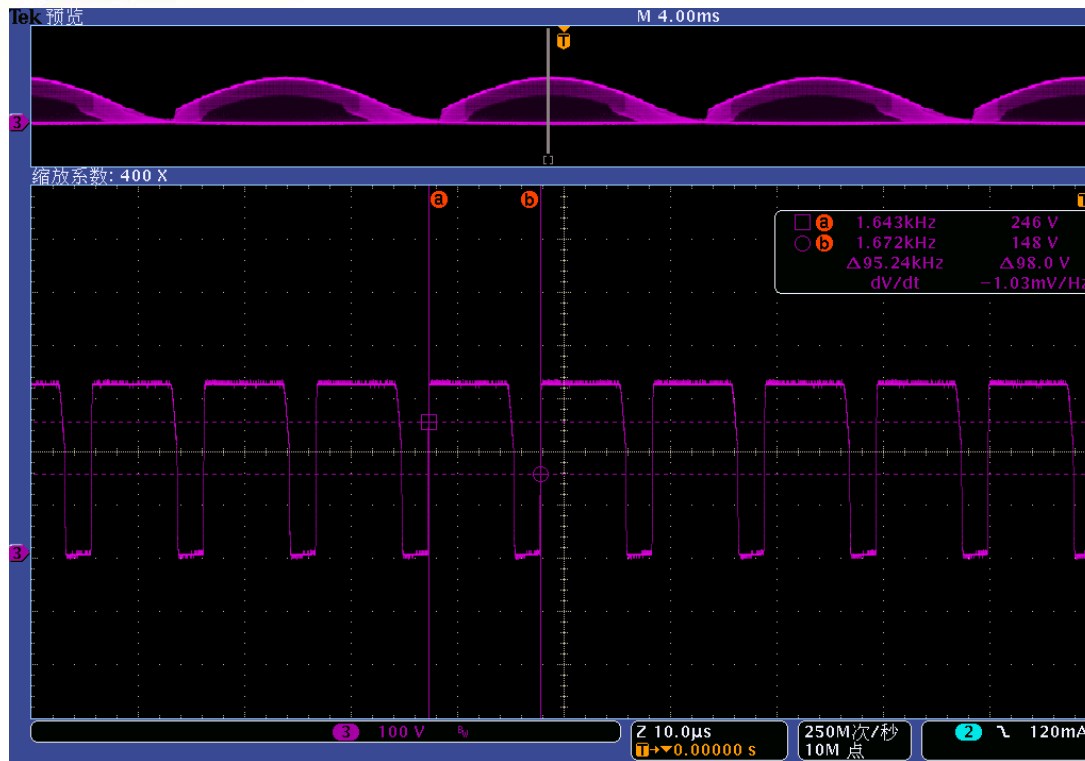 Tek 预览 M 4.00ms
T
3
缩放系数: 400 X
a b T
a 1.643kHz 246 V
b 1.672kHz 148 V
Δ95.24kHz Δ98.0 V
dV/dt −1.03mV/Hz
3
3 100 V Z 10.0µs 250M次/秒 2 120mA
T→▼0.00000 s 10M 点